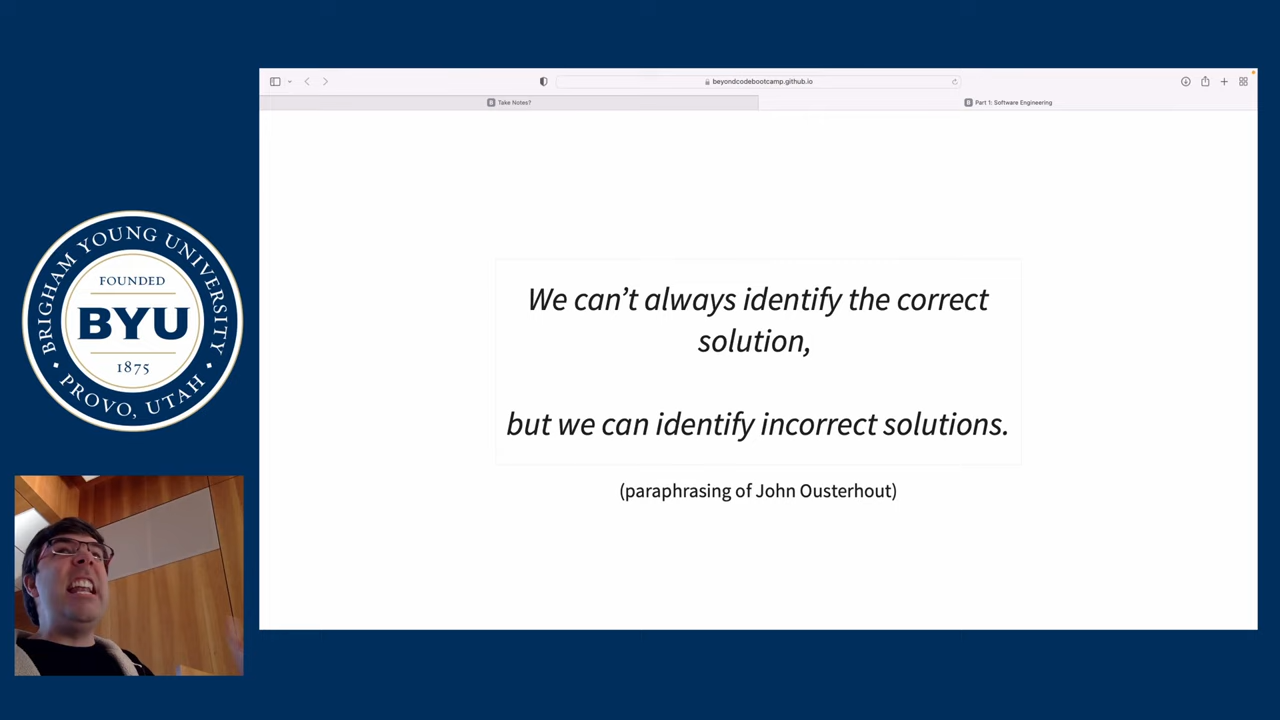 beyondcodebootcamp.github.io
Take Notes?
Part 1: Software Engineering
BRIGHAM YOUNG UNIVERSITY
FOUNDED
BYU
1875
PROVO, UTAH
We can’t always identify the correct
solution,
but we can identify incorrect solutions.
(paraphrasing of John Ousterhout)